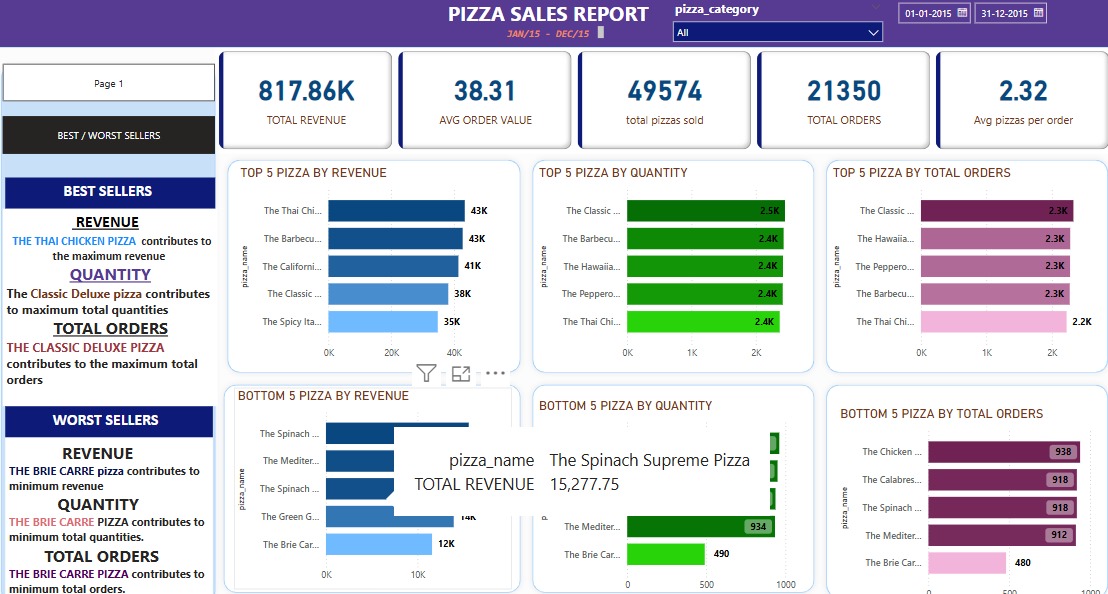 PIZZA SALES REPORT
JAN/15 - DEC/15
pizza_category
All
01-01-2015
31-12-2015
Page 1
BEST / WORST SELLERS
817.86K
TOTAL REVENUE
38.31
AVG ORDER VALUE
49574
total pizzas sold
21350
TOTAL ORDERS
2.32
Avg pizzas per order
BEST SELLERS
REVENUE
THE THAI CHICKEN PIZZA contributes to
the maximum revenue
QUANTITY
The Classic Deluxe pizza contributes
to maximum total quantities
TOTAL ORDERS
THE CLASSIC DELUXE PIZZA
contributes to the maximum total
orders
WORST SELLERS
REVENUE
THE BRIE CARRE pizza contributes to
minimum revenue
QUANTITY
THE BRIE CARRE PIZZA contributes to
minimum total quantities.
TOTAL ORDERS
THE BRIE CARRE PIZZA contributes to
minimum total orders.
TOP 5 PIZZA BY REVENUE
pizza_name
The Thai Chi... 43K
The Barbecu... 43K
The Californi... 41K
The Classic ... 38K
The Spicy Ita... 35K
0K 20K 40K
TOP 5 PIZZA BY QUANTITY
pizza_name
The Classic ... 2.5K
The Barbecu... 2.4K
The Hawaiia... 2.4K
The Peppero... 2.4K
The Thai Chi... 2.4K
0K 1K 2K
TOP 5 PIZZA BY TOTAL ORDERS
pizza_name
The Classic ... 2.3K
The Hawaiia... 2.3K
The Peppero... 2.3K
The Barbecu... 2.3K
The Thai Chi... 2.2K
0K 1K 2K
BOTTOM 5 PIZZA BY REVENUE
pizza_name
The Spinach ...
The Mediter...
The Spinach ...
The Green G... 14K
The Brie Car... 12K
0K 10K
pizza_name The Spinach Supreme Pizza
TOTAL REVENUE 15,277.75
BOTTOM 5 PIZZA BY QUANTITY
The Mediter... 934
The Brie Car... 490
0 500 1000
BOTTOM 5 PIZZA BY TOTAL ORDERS
pizza_name
The Chicken ... 938
The Calabres... 918
The Spinach ... 918
The Mediter... 912
The Brie Car... 480
0 500 1000